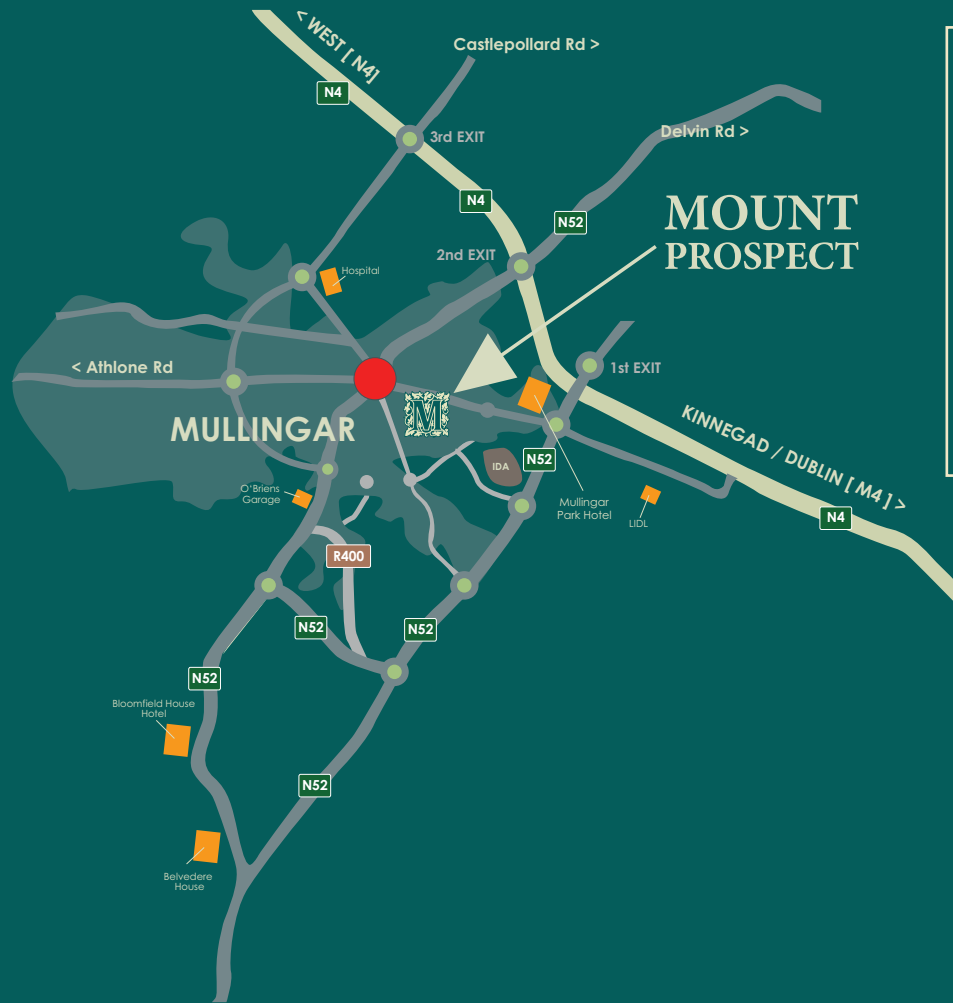 < WEST [ N4]
Castlepollard Rd >
N4
3rd EXIT
Delvin Rd >
N4
N52
MOUNT
PROSPECT
2nd EXIT
Hospital
< Athlone Rd
1st EXIT
M
MULLINGAR
KINNEGAD / DUBLIN [ M4 ] >
N52
IDA
O'Briens
Garage
Mullingar
Park Hotel
LIDL
N4
R400
N52
N52
N52
Bloomfield House
Hotel
N52
Belvedere
House